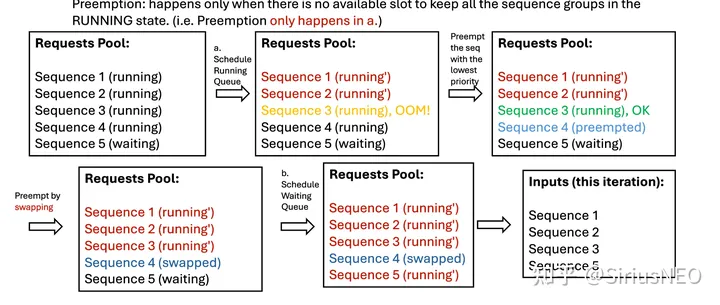 Preemption: happens only when there is no available slot to keep all the sequence groups in the
RUNNING state. (i.e. Preemption only happens in a.)
Requests Pool:
Sequence 1 (running)
Sequence 2 (running)
Sequence 3 (running)
Sequence 4 (running)
Sequence 5 (waiting)
a.
Schedule
Running
Queue
Requests Pool:
Sequence 1 (running')
Sequence 2 (running')
Sequence 3 (running), OOM!
Sequence 4 (running)
Sequence 5 (waiting)
Preempt
the seq
with the
lowest
priority
Requests Pool:
Sequence 1 (running')
Sequence 2 (running')
Sequence 3 (running), OK
Sequence 4 (preempted)
Sequence 5 (waiting)
Preempt by
swapping
Requests Pool:
Sequence 1 (running')
Sequence 2 (running')
Sequence 3 (running')
Sequence 4 (swapped)
Sequence 5 (waiting)
b.
Schedule
Waiting
Queue
Requests Pool:
Sequence 1 (running')
Sequence 2 (running')
Sequence 3 (running')
Sequence 4 (swapped)
Sequence 5 (running')
Inputs (this iteration):
Sequence 1
Sequence 2
Sequence 3
Sequence 5
知乎 @SiriusNEO